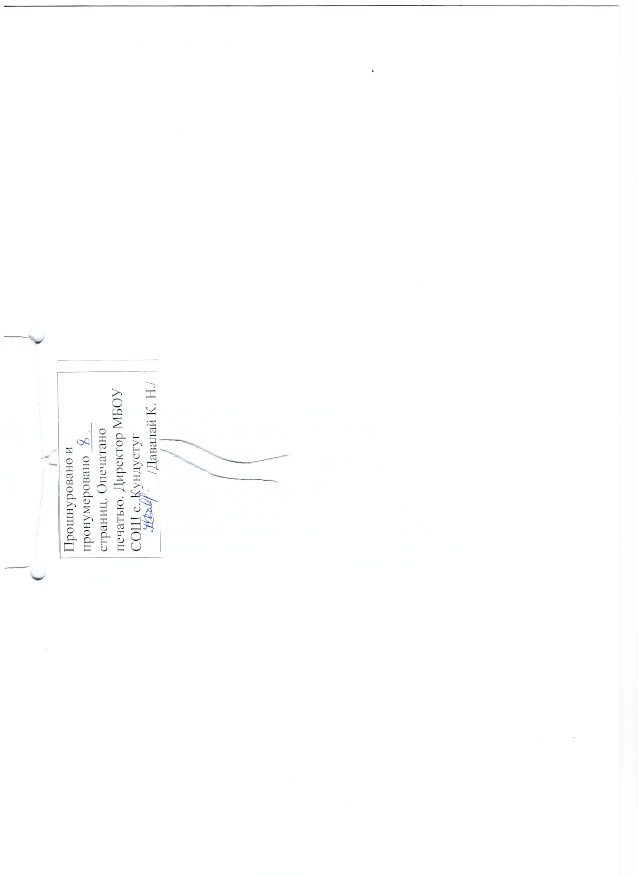 Прошнуровано и
пронумеровано 8.
страниц. Опечатано
печатью. Директор МБОУ
СОШ с. Кундустуг
/Давалай К. Н./